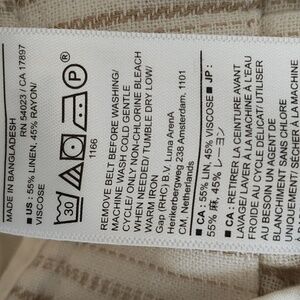 MADE IN BANGLADESH
RN 54023 / CA 17897
■ US : 55% LINEN, 45% RAYON/
VISCOSE
30
P
1166
REMOVE BELT BEFORE WASHING/
MACHINE WASH COLD GENTLE
CYCLE/ ONLY NON-CHLORINE BLEACH
WHEN NEEDED/ TUMBLE DRY LOW/
WARM IRON
Gap (RHC) B.V. Luna ArenA
Herikerbergweg 238 Amsterdam, 1101
CM, Netherlands
■ CA : 55% LIN, 45% VISCOSE ■ JP :
55% 麻, 45% レーヨン
■ CA : RETIRER LA CEINTURE AVANT
LAVAGE/ LAVER À LA MACHINE À L'EAU
FROIDE AU CYCLE DÉLICAT/ UTILISER
AU BESOIN UN AGENT DE
BLANCHIMENT SANS CHLORE
UNIQUEMENT/ SÉCHER À LA MACHINE